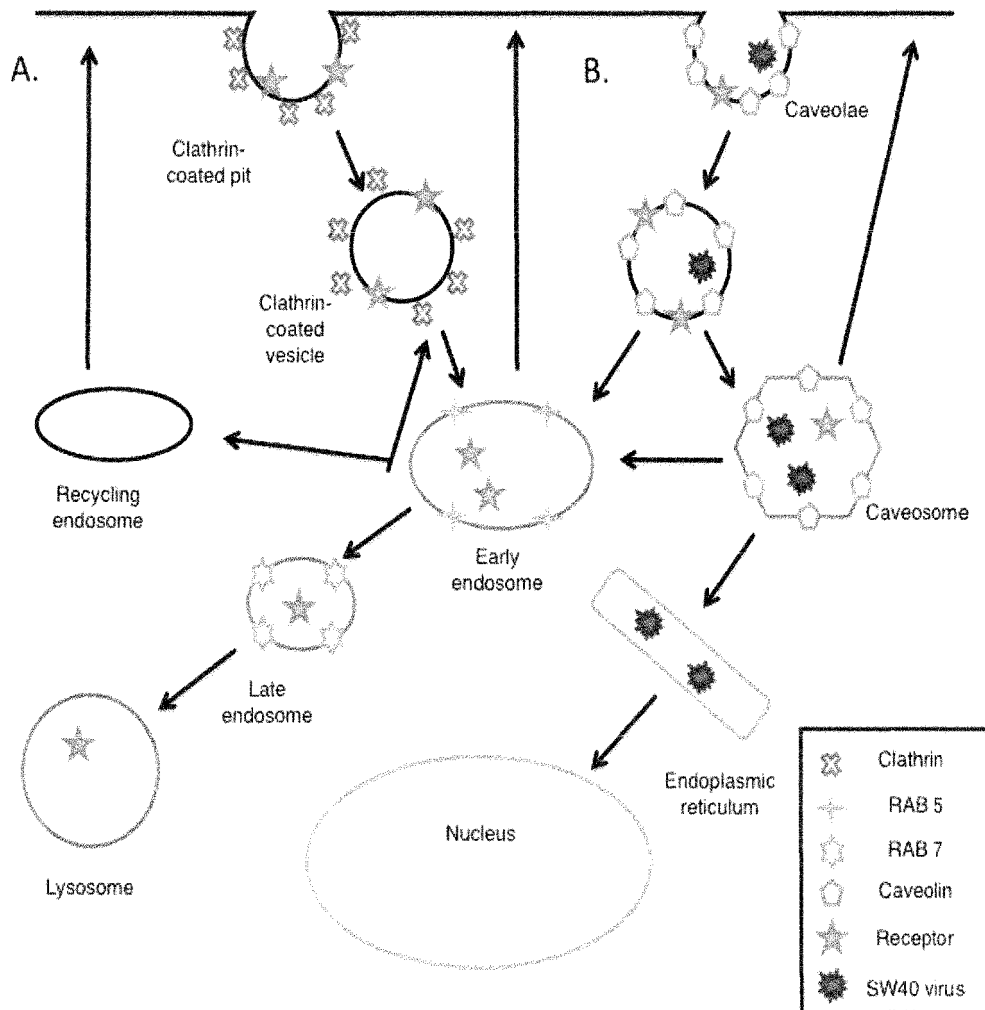 A.
B.
Clathrin-
coated pit
Caveolae
Clathrin-
coated
vesicle
Recycling
endosome
Early
endosome
Caveosome
Late
endosome
Lysosome
Nucleus
Endoplasmic
reticulum
Clathrin
RAB 5
RAB 7
Caveolin
Receptor
SW40 virus